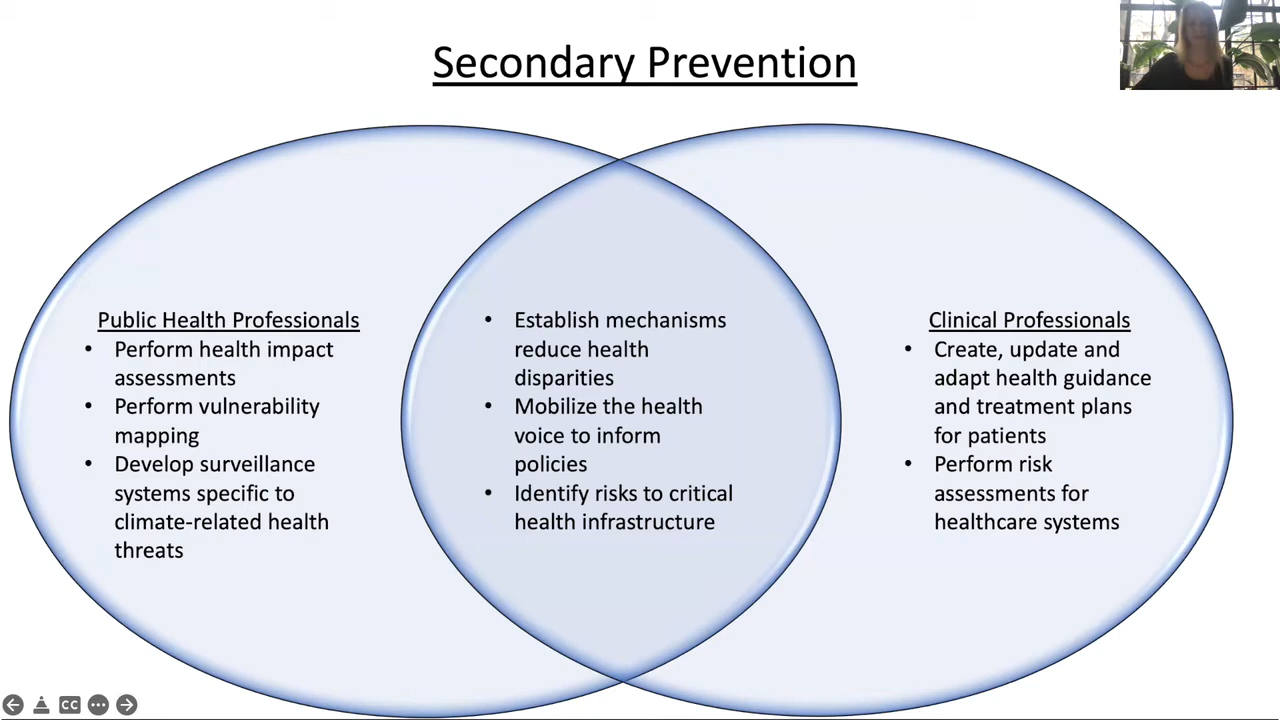 Secondary Prevention
Public Health Professionals
• Perform health impact
assessments
• Perform vulnerability
mapping
• Develop surveillance
systems specific to
climate-related health
threats
• Establish mechanisms
reduce health
disparities
• Mobilize the health
voice to inform
policies
• Identify risks to critical
health infrastructure
Clinical Professionals
• Create, update and
adapt health guidance
and treatment plans
for patients
• Perform risk
assessments for
healthcare systems
CC